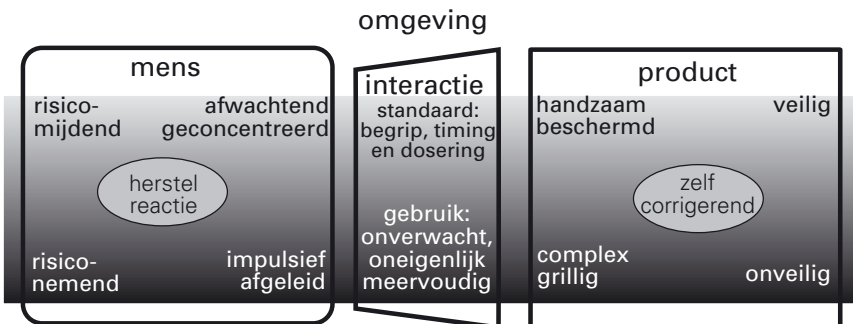 omgeving
mens
risico-
mijdend
afwachtend
geconcentreerd
herstel
reactie
risico-
nemend
impulsief
afgeleid
interactie
standaard:
begrip, timing
en dosering
gebruik:
onverwacht,
oneigenlijk
meervoudig
product
handzaam
beschermd
veilig
zelf
corrigerend
complex
grillig
onveilig